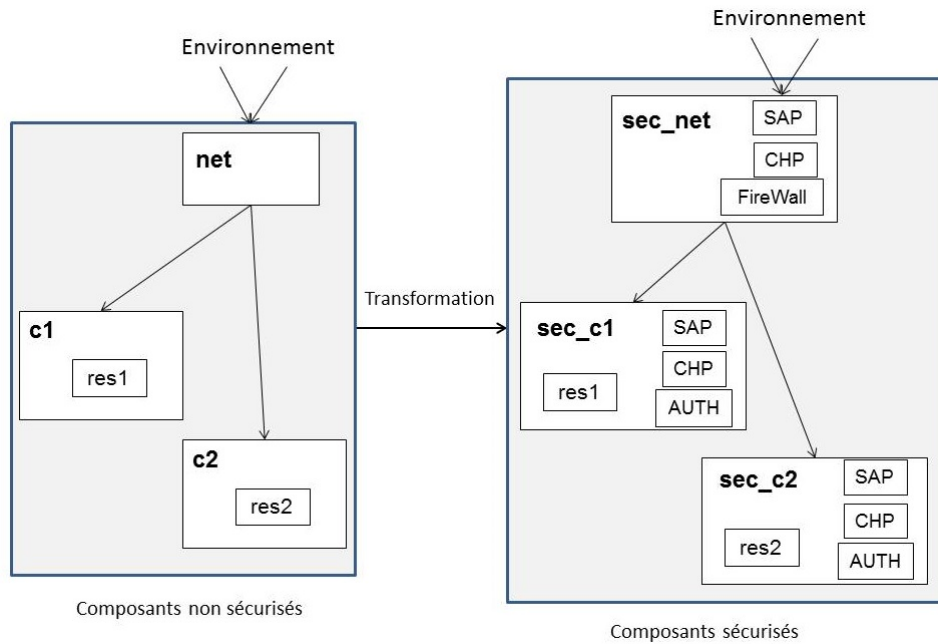 Environnement
net
c1
res1
c2
res2
Composants non sécurisés
Transformation
Environnement
sec_net
SAP
CHP
FireWall
sec_c1
SAP
CHP
AUTH
res1
sec_c2
SAP
CHP
AUTH
res2
Composants sécurisés